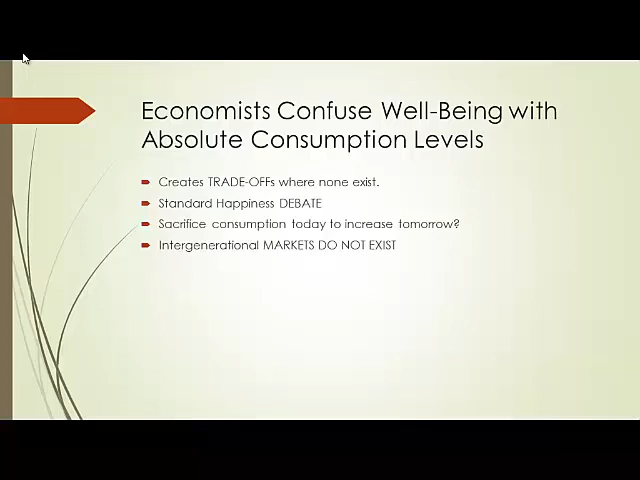 Economists Confuse Well-Being with
Absolute Consumption Levels
Creates TRADE-OFFs where none exist.
Standard Happiness DEBATE
Sacrifice consumption today to increase tomorrow?
Intergenerational MARKETS DO NOT EXIST